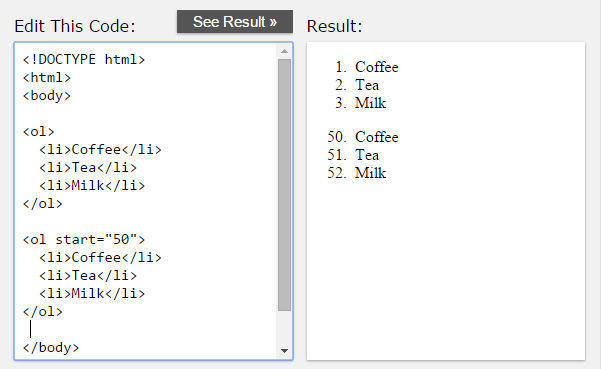 Edit This Code:
See Result »
<!DOCTYPE html>
<html>
<body>
<ol>
  <li>Coffee</li>
  <li>Tea</li>
  <li>Milk</li>
</ol>
<ol start="50">
  <li>Coffee</li>
  <li>Tea</li>
  <li>Milk</li>
</ol>
</body>
Result:
1. Coffee
2. Tea
3. Milk
50. Coffee
51. Tea
52. Milk